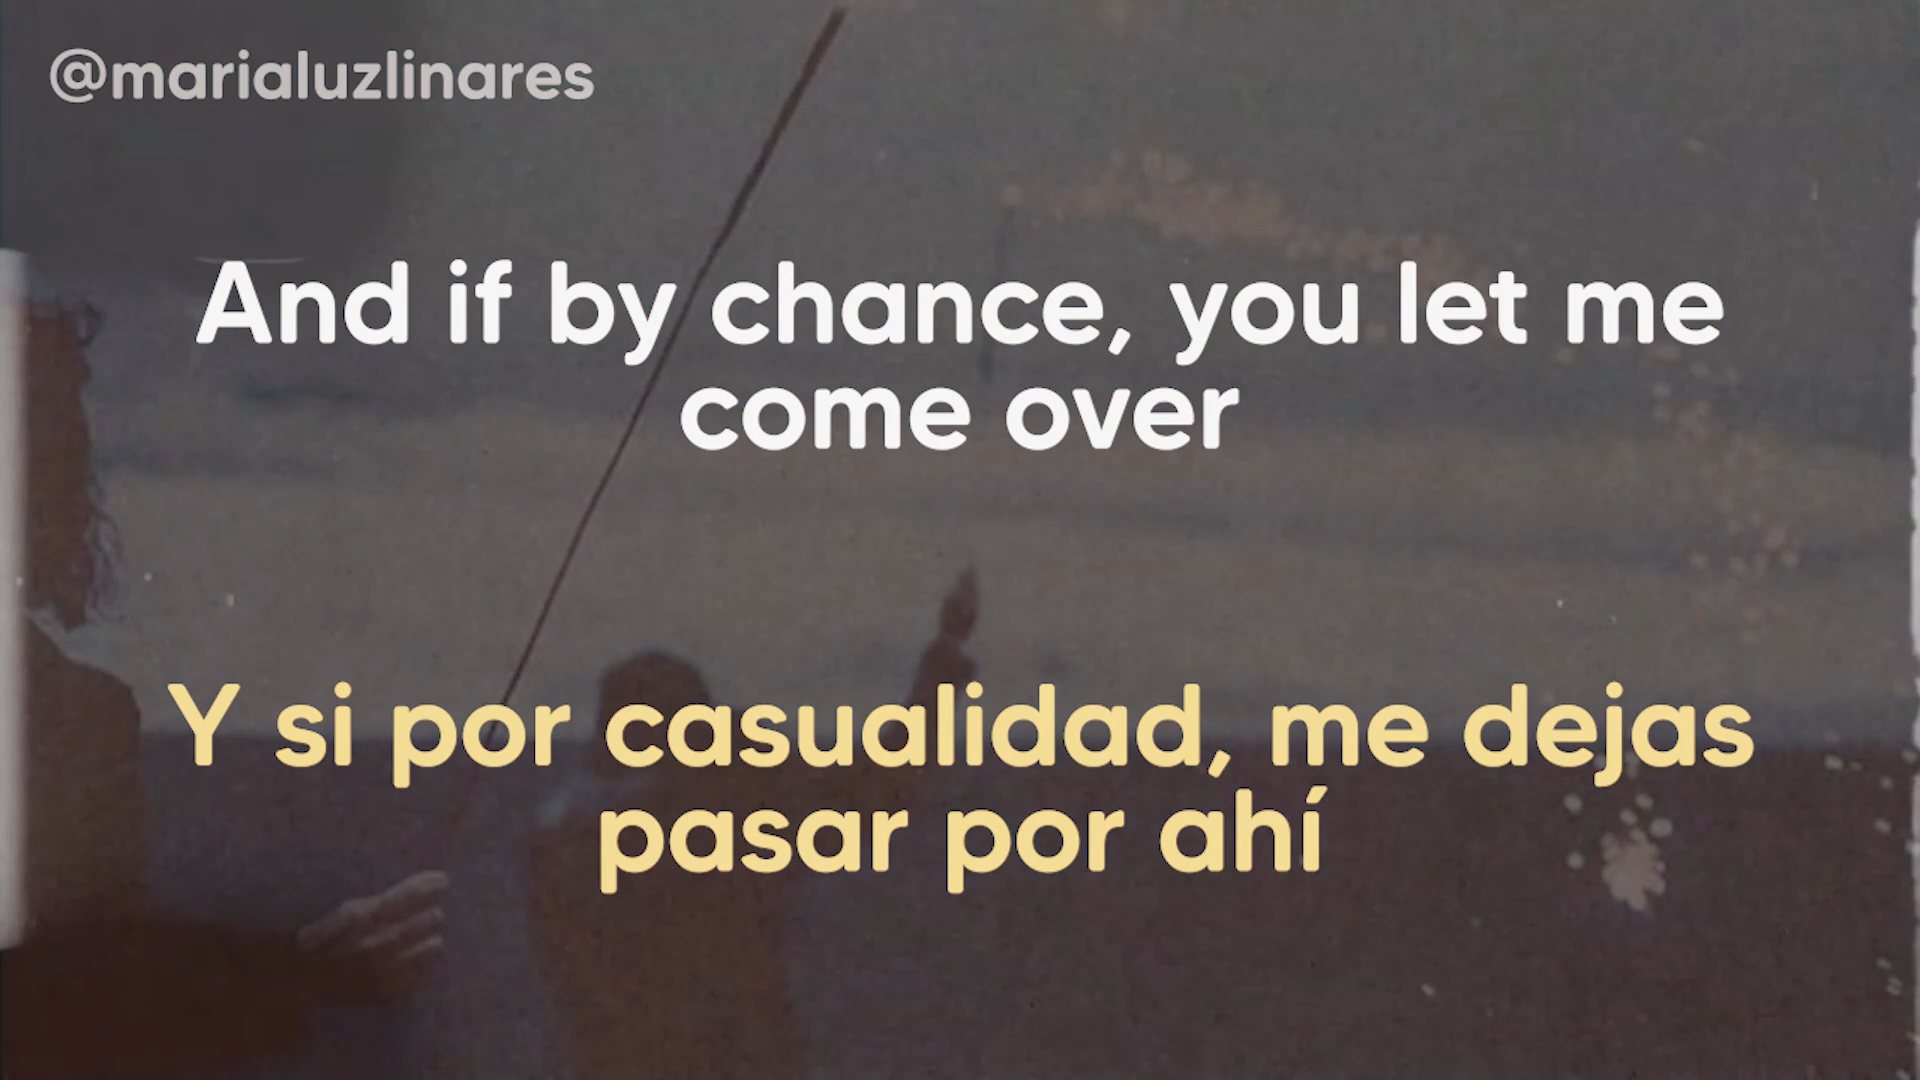 @marialuzlinares
And if by chance, you let me
come over
Y si por casualidad, me dejas
pasar por ahí